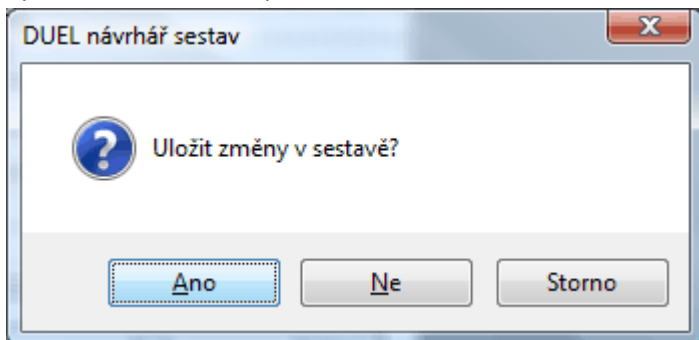 DUEL návrhář sestav
Uložit změny v sestavě?
Ano
Ne
Storno